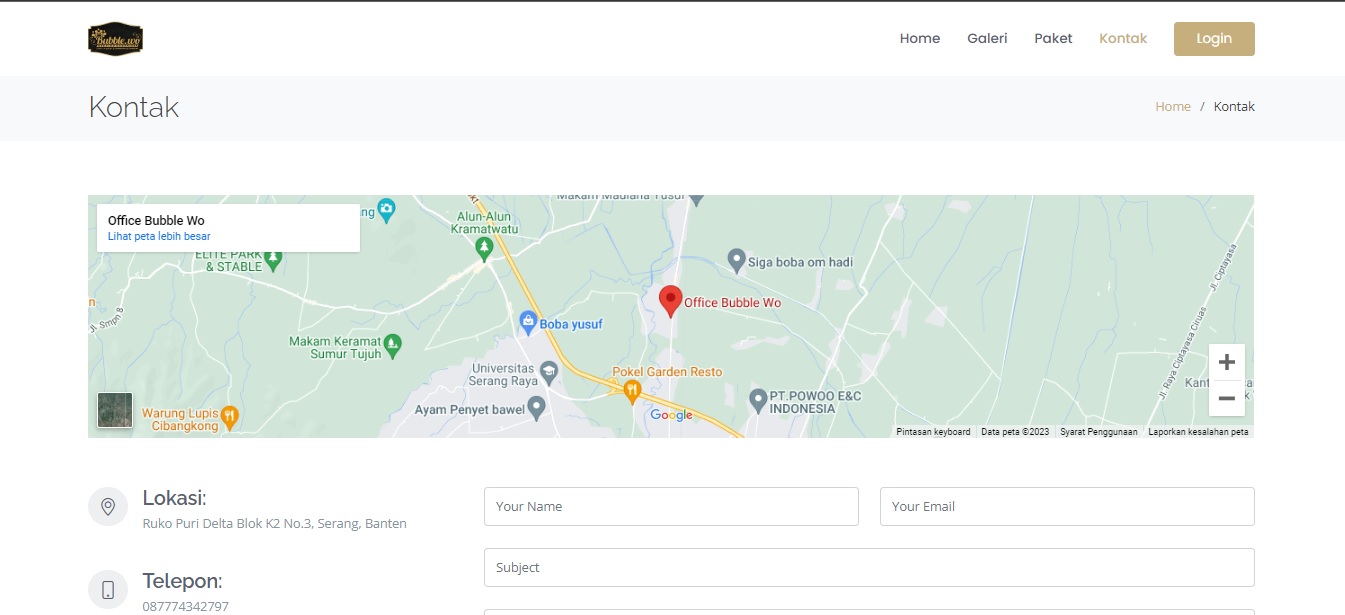 Bubble.wo
Home
Galeri
Paket
Kontak
Login
Kontak
Home / Kontak
Office Bubble Wo
Lihat peta lebih besar
ng
Makam Maulana Yusuf
Alun-Alun
Kramatwatu
ELITE PARK
& STABLE
Siga boba om hadi
Office Bubble Wo
Jl. Ciptayasa
n
Jl. Smpn 8
Boba yusuf
Makam Keramat
Sumur Tujuh
Jl. Raya Ciptayasa Ciruas
Universitas
Serang Raya
Pokel Garden Resto
Kant
k
PT.POWOO E&C
INDONESIA
Ayam Penyet bawel
Warung Lupis
Cibangkong
Google
Pintasan keyboard
Data peta ©2023
Syarat Penggunaan
Laporkan kesalahan peta
Lokasi:
Ruko Puri Delta Blok K2 No.3, Serang, Banten
Telepon:
087774342797
Your Name
Your Email
Subject